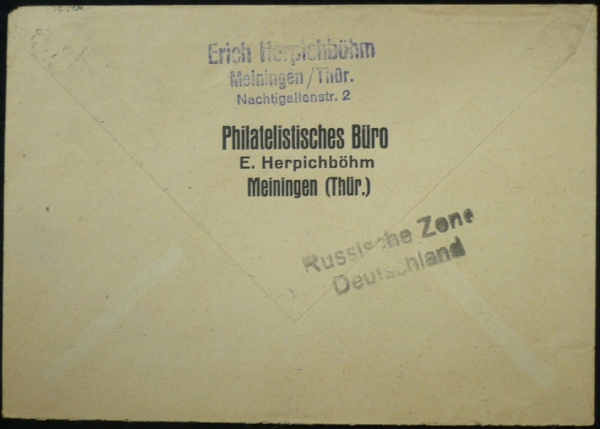 Erich Herpichböhm
Meiningen/Thür.
Nachtigallenstr. 2
Philatelistisches Büro
E. Herpichböhm
Meiningen (Thür.)
Russische Zone
Deutschland